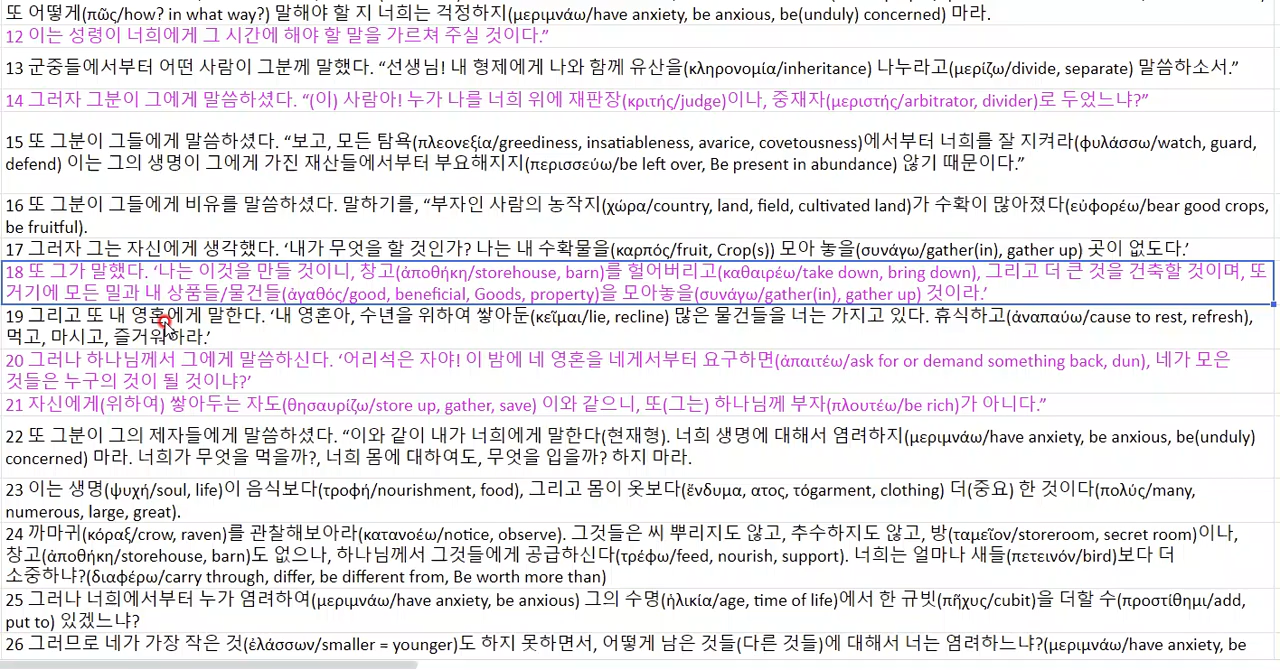 또 어떻게(πῶς/how? in what way?) 말해야 할 지 너희는 걱정하지(μεριμνάω/have anxiety, be anxious, be(unduly) concerned) 마라.
12 이는 성령이 너희에게 그 시간에 해야 할 말을 가르쳐 주실 것이다.”
13 군중들에서부터 어떤 사람이 그분께 말했다. “선생님! 내 형제에게 나와 함께 유산을(κληρονομία/inheritance) 나누라고(μερίζω/divide, separate) 말씀하소서.”
14 그러자 그분이 그에게 말씀하셨다. “(이) 사람아! 누가 나를 너희 위에 재판장(κριτής/judge)이나, 중재자(μεριστής/arbitrator, divider)로 두었느냐?”
15 또 그분이 그들에게 말씀하셨다. “보고, 모든 탐욕(πλεονεξία/greediness, insatiableness, avarice, covetousness)에서부터 너희를 잘 지켜라(φυλάσσω/watch, guard,
defend) 이는 그의 생명이 그에게 가진 재산들에서부터 부요해지지(περισσεύω/be left over, Be present in abundance) 않기 때문이다.”
16 또 그분이 그들에게 비유를 말씀하셨다. 말하기를, “부자인 사람의 농작지(χώρα/country, land, field, cultivated land)가 수확이 많아졌다(εὐφορέω/bear good crops,
be fruitful).
17 그러자 그는 자신에게 생각했다. ‘내가 무엇을 할 것인가? 나는 내 수확물을(καρπός/fruit, Crop(s)) 모아 놓을(συνάγω/gather(in), gather up) 곳이 없도다.’
18 또 그가 말했다. ‘나는 이것을 만들 것이니, 창고(ἀποθήκη/storehouse, barn)를 헐어버리고(καθαιρέω/take down, bring down), 그리고 더 큰 것을 건축할 것이며, 또
거기에 모든 밀과 내 상품들/물건들(ἀγαθός/good, beneficial, Goods, property)을 모아놓을(συνάγω/gather(in), gather up) 것이라.’
19 그리고 또 내 영혼에게 말한다. ‘내 영혼아, 수년을 위하여 쌓아둔(κεῖμαι/lie, recline) 많은 물건들을 너는 가지고 있다. 휴식하고(ἀναπαύω/cause to rest, refresh),
먹고, 마시고, 즐거워하라.’
20 그러나 하나님께서 그에게 말씀하신다. ‘어리석은 자야! 이 밤에 네 영혼을 네게서부터 요구하면(ἀπαιτέω/ask for or demand something back, dun), 네가 모은
것들은 누구의 것이 될 것이냐?’
21 자신에게(위하여) 쌓아두는 자도(θησαυρίζω/store up, gather, save) 이와 같으니, 또(그는) 하나님께 부자(πλουτέω/be rich)가 아니다.”
22 또 그분이 그의 제자들에게 말씀하셨다. “이와 같이 내가 너희에게 말한다(현재형). 너희 생명에 대해서 염려하지(μεριμνάω/have anxiety, be anxious, be(unduly)
concerned) 마라. 너희가 무엇을 먹을까?, 너희 몸에 대하여도, 무엇을 입을까? 하지 마라.
23 이는 생명(ψυχή/soul, life)이 음식보다(τροφή/nourishment, food), 그리고 몸이 옷보다(ἔνδυμα, ατος, τόgarment, clothing) 더(중요) 한 것이다(πολύς/many,
numerous, large, great).
24 까마귀(κόραξ/crow, raven)를 관찰해보아라(κατανοέω/notice, observe). 그것들은 씨 뿌리지도 않고, 추수하지도 않고, 방(ταμεῖον/storeroom, secret room)이나,
창고(ἀποθήκη/storehouse, barn)도 없으나, 하나님께서 그것들에게 공급하신다(τρέφω/feed, nourish, support). 너희는 얼마나 새들(πετεινόν/bird)보다 더
소중하냐?(διαφέρω/carry through, differ, be different from, Be worth more than)
25 그러나 너희에서부터 누가 염려하여(μεριμνάω/have anxiety, be anxious) 그의 수명(ἡλικία/age, time of life)에서 한 규빗(πῆχυς/cubit)을 더할 수(προστίθημι/add,
put to) 있겠느냐?
26 그러므로 네가 가장 작은 것(ἐλάσσων/smaller = younger)도 하지 못하면서, 어떻게 남은 것들(다른 것들)에 대해서 너는 염려하느냐?(μεριμνάω/have anxiety, be